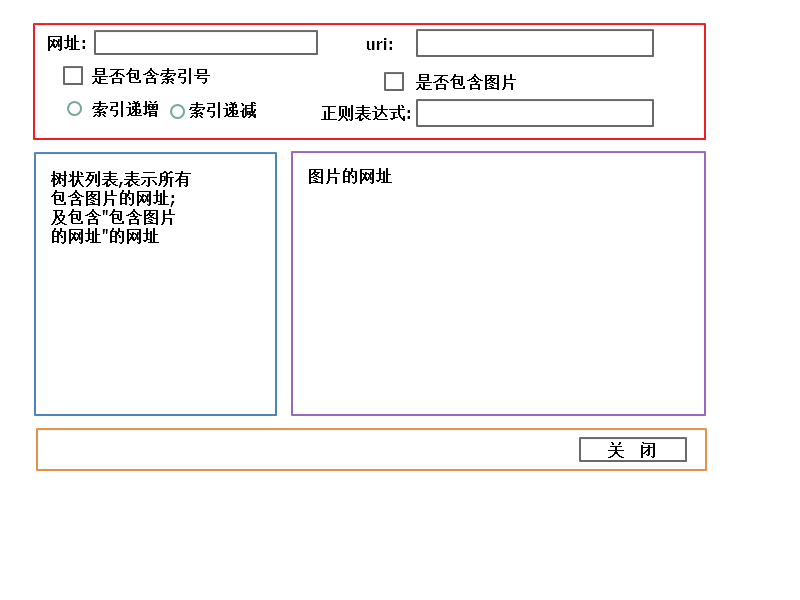 网址:
uri:
是否包含索引号
是否包含图片
索引递增
索引递减
正则表达式:
树状列表,表示所有
包含图片的网址;
及包含"包含图片
的网址"的网址
图片的网址
关 闭